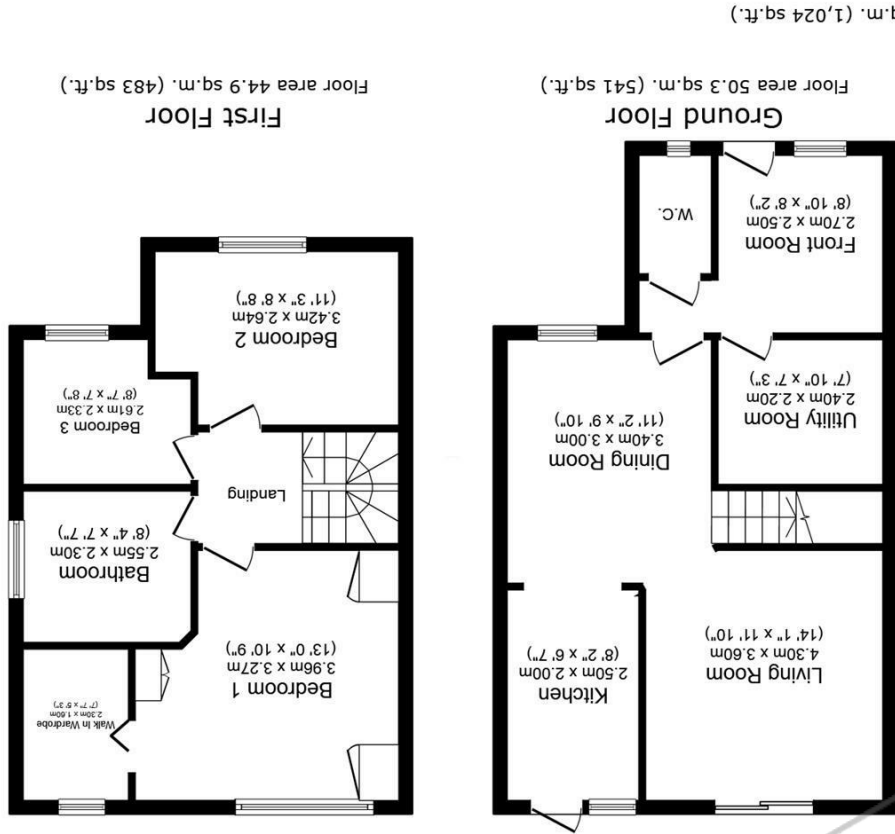 Ground Floor
Floor area 50.3 sq.m. (541 sq.ft.)
First Floor
Floor area 44.9 sq.m. (483 sq.ft.)
sq.m. (1,024 sq.ft.)
Living Room
4.30m x 3.60m
(14' 1" x 11' 10")
Kitchen
2.50m x 2.00m
(8' 2" x 6' 7")
Dining Room
3.40m x 3.00m
(11' 2" x 9' 10")
Utility Room
2.40m x 2.20m
(7' 10" x 7' 3")
Front Room
2.70m x 2.50m
(8' 10" x 8' 2")
W.C.
Bedroom 1
3.96m x 3.27m
(13' 0" x 10' 9")
Walk In Wardrobe
2.30m x 1.60m
(7' 7" x 5' 3")
Bathroom
2.55m x 2.30m
(8' 4" x 7' 7")
Landing
Bedroom 3
2.61m x 2.33m
(8' 7" x 7' 8")
Bedroom 2
3.42m x 2.64m
(11' 3" x 8' 8")